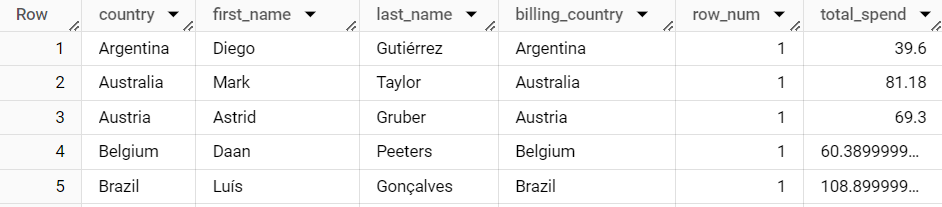 Row country first_name last_name billing_country row_num total_spend
1 Argentina Diego Gutiérrez Argentina 1 39.6
2 Australia Mark Taylor Australia 1 81.18
3 Austria Astrid Gruber Austria 1 69.3
4 Belgium Daan Peeters Belgium 1 60.3899999...
5 Brazil Luís Gonçalves Brazil 1 108.899999...